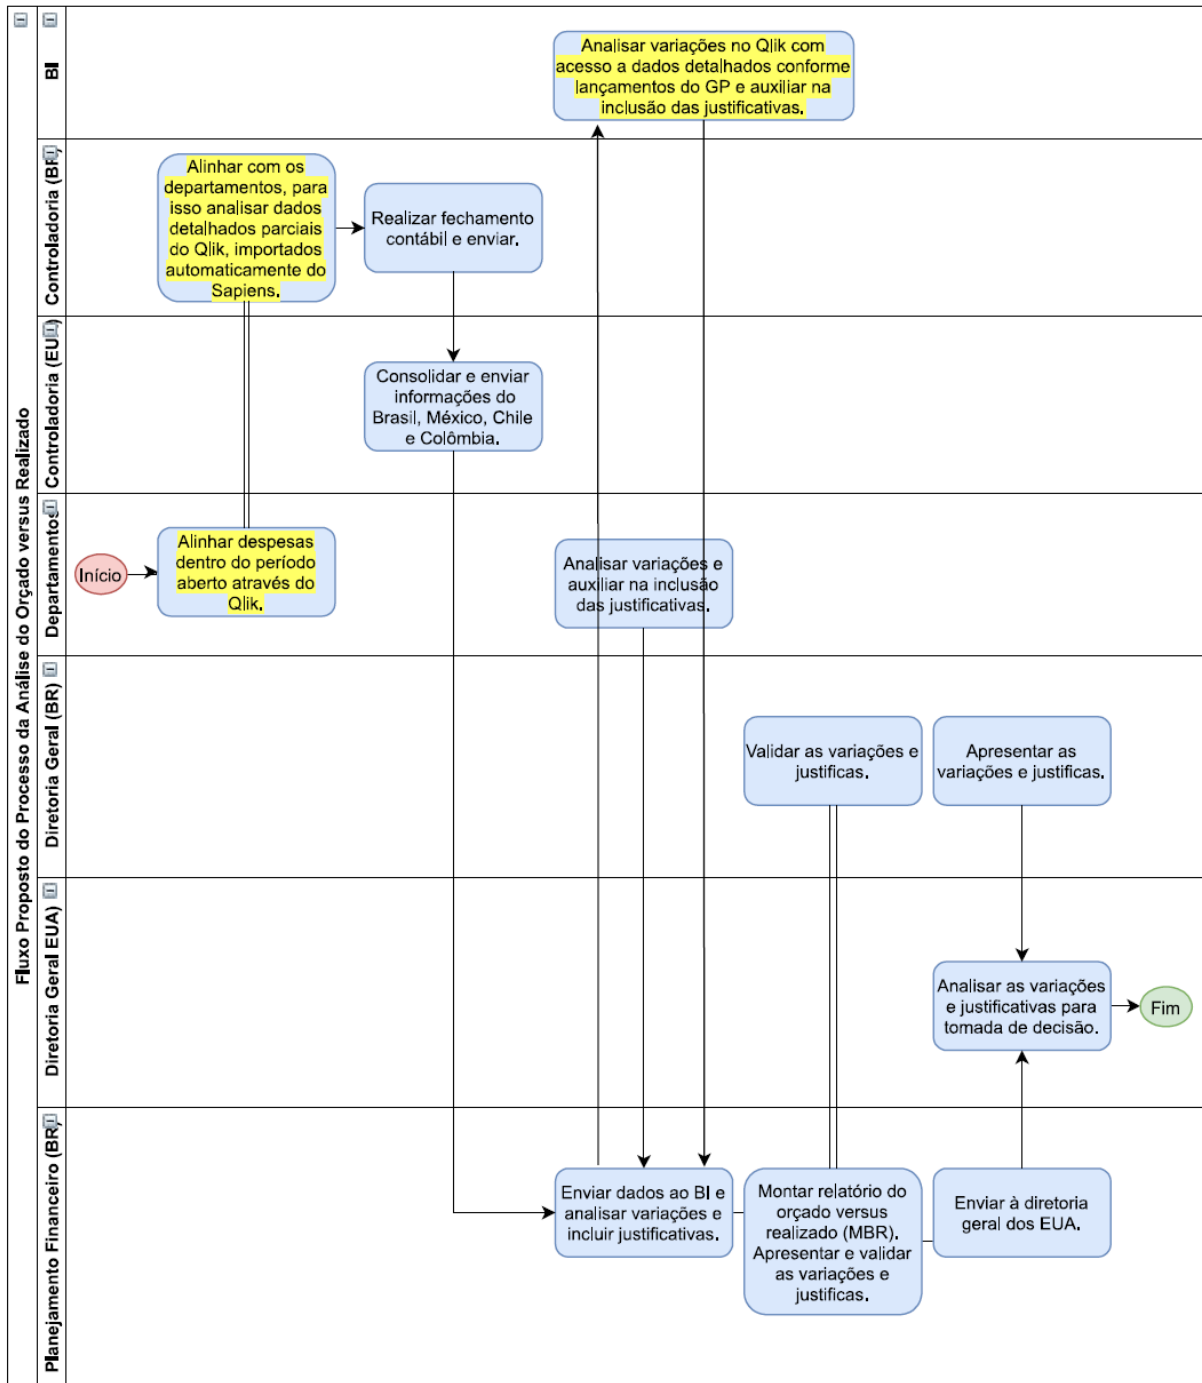 Fluxo Proposto do Processo da Análise do Orçado versus Realizado
BI
Analisar variações no Qlik com
acesso a dados detalhados conforme
lançamentos do GP e auxiliar na
inclusão das justificativas.
Controladoria (BR)
Alinhar com os
departamentos, para
isso analisar dados
detalhados parciais
do Qlik, importados
automaticamente do
Sapiens.
Realizar fechamento
contábil e enviar.
Controladoria (EUA)
Consolidar e enviar
informações do
Brasil, México, Chile
e Colômbia.
Departamentos
Início
Alinhar despesas
dentro do período
aberto através do
Qlik.
Analisar variações e
auxiliar na inclusão
das justificativas.
Diretoria Geral (BR)
Validar as variações e
justificas.
Apresentar as
variações e justificas.
Diretoria Geral EUA)
Analisar as variações
e justificativas para
tomada de decisão.
Fim
Planejamento Financeiro (BR)
Enviar dados ao BI e
analisar variações e
incluir justificativas.
Montar relatório do
orçado versus
realizado (MBR).
Apresentar e validar
as variações e
justificas.
Enviar à diretoria
geral dos EUA.